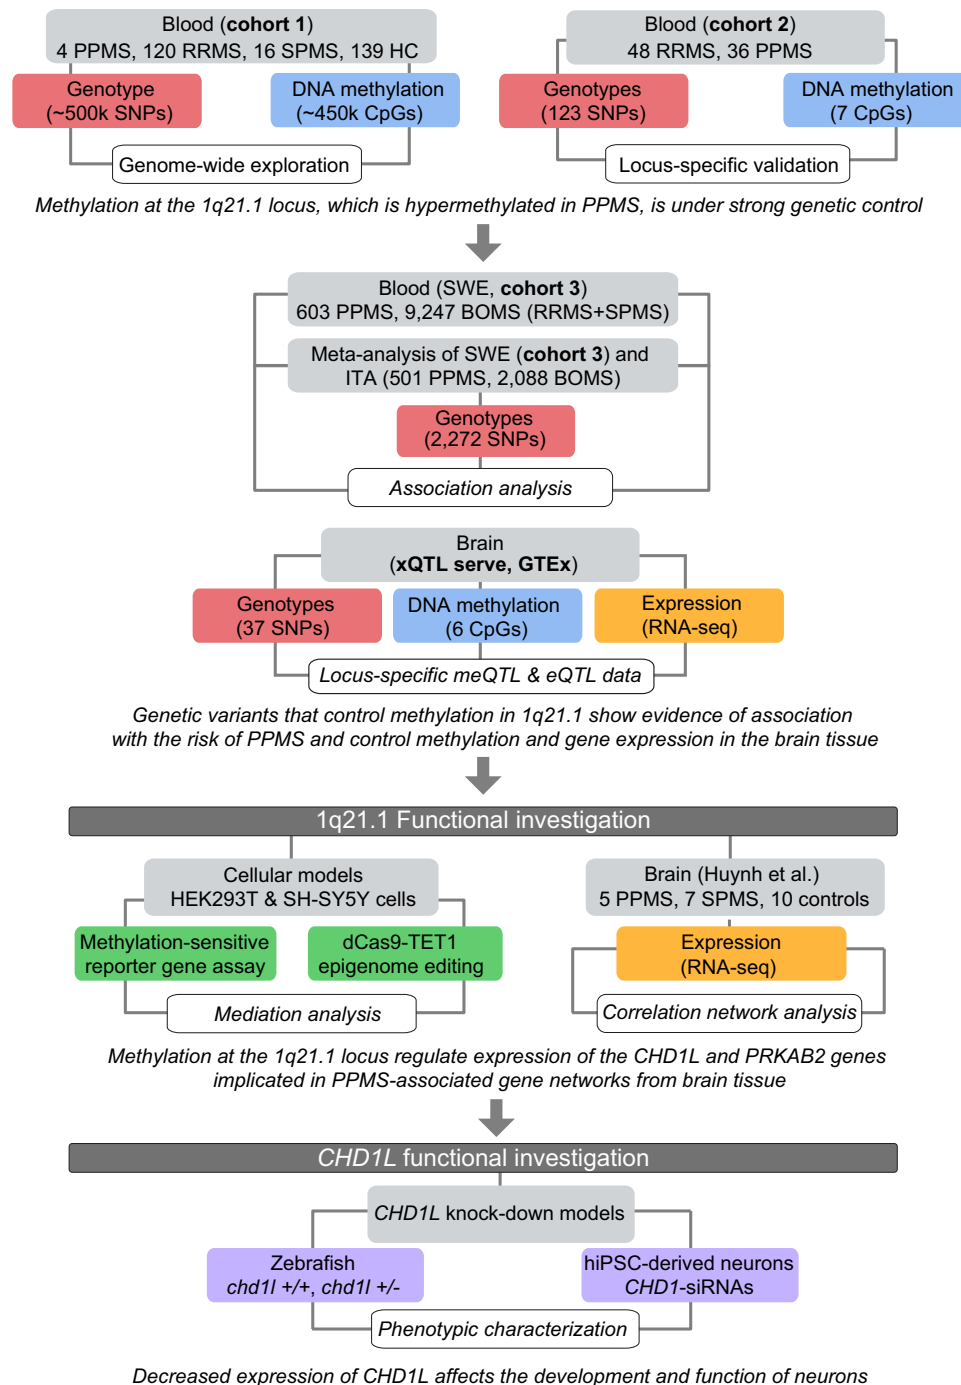 Blood (cohort 1)
4 PPMS, 120 RRMS, 16 SPMS, 139 HC
Genotype
(~500k SNPs)
DNA methylation
(~450k CpGs)
Genome-wide exploration
Blood (cohort 2)
48 RRMS, 36 PPMS
Genotypes
(123 SNPs)
DNA methylation
(7 CpGs)
Locus-specific validation
Methylation at the 1q21.1 locus, which is hypermethylated in PPMS, is under strong genetic control
Blood (SWE, cohort 3)
603 PPMS, 9,247 BOMS (RRMS+SPMS)
Meta-analysis of SWE (cohort 3) and
ITA (501 PPMS, 2,088 BOMS)
Genotypes
(2,272 SNPs)
Association analysis
Brain
(xQTL serve, GTEx)
Genotypes
(37 SNPs)
DNA methylation
(6 CpGs)
Expression
(RNA-seq)
Locus-specific meQTL & eQTL data
Genetic variants that control methylation in 1q21.1 show evidence of association
with the risk of PPMS and control methylation and gene expression in the brain tissue
1q21.1 Functional investigation
Cellular models
HEK293T & SH-SY5Y cells
Methylation-sensitive
reporter gene assay
dCas9-TET1
epigenome editing
Mediation analysis
Brain (Huynh et al.)
5 PPMS, 7 SPMS, 10 controls
Expression
(RNA-seq)
Correlation network analysis
Methylation at the 1q21.1 locus regulate expression of the CHD1L and PRKAB2 genes
implicated in PPMS-associated gene networks from brain tissue
CHD1L functional investigation
CHD1L knock-down models
Zebrafish
chd1l +/+, chd1l +/-
hiPSC-derived neurons
CHD1-siRNAs
Phenotypic characterization
Decreased expression of CHD1L affects the development and function of neurons